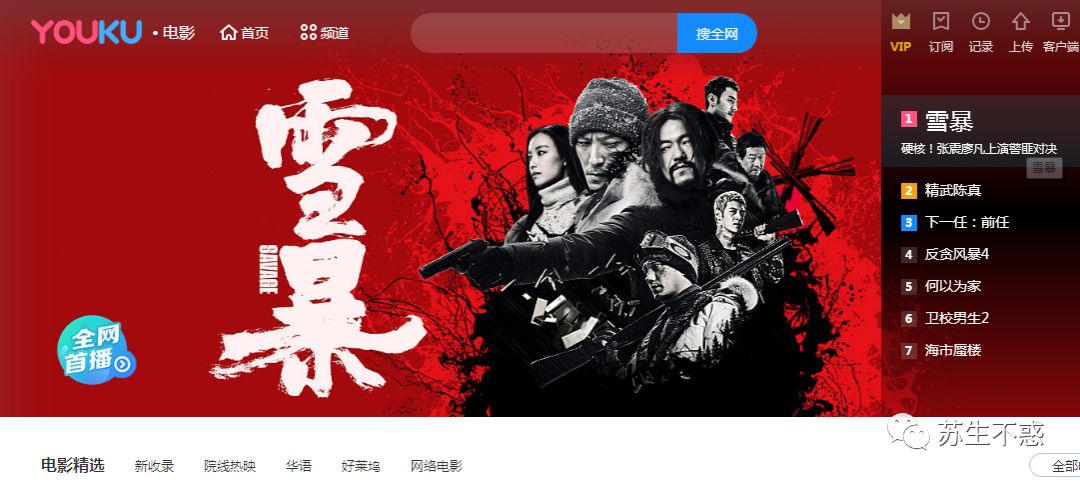 YOUKU • 电影 首页 频道 搜全网
VIP 订阅 记录 上传 客户端
雪暴
SAVAGE
全网
首播
1 雪暴
硬核！张震廖凡上演警匪对决
雪暴
2 精武陈真
3 下一任：前任
4 反贪风暴4
5 何以为家
6 卫校男生2
7 海市蜃楼
苏生不惑
电影精选 新收录 院线热映 华语 好莱坞 网络电影 全部